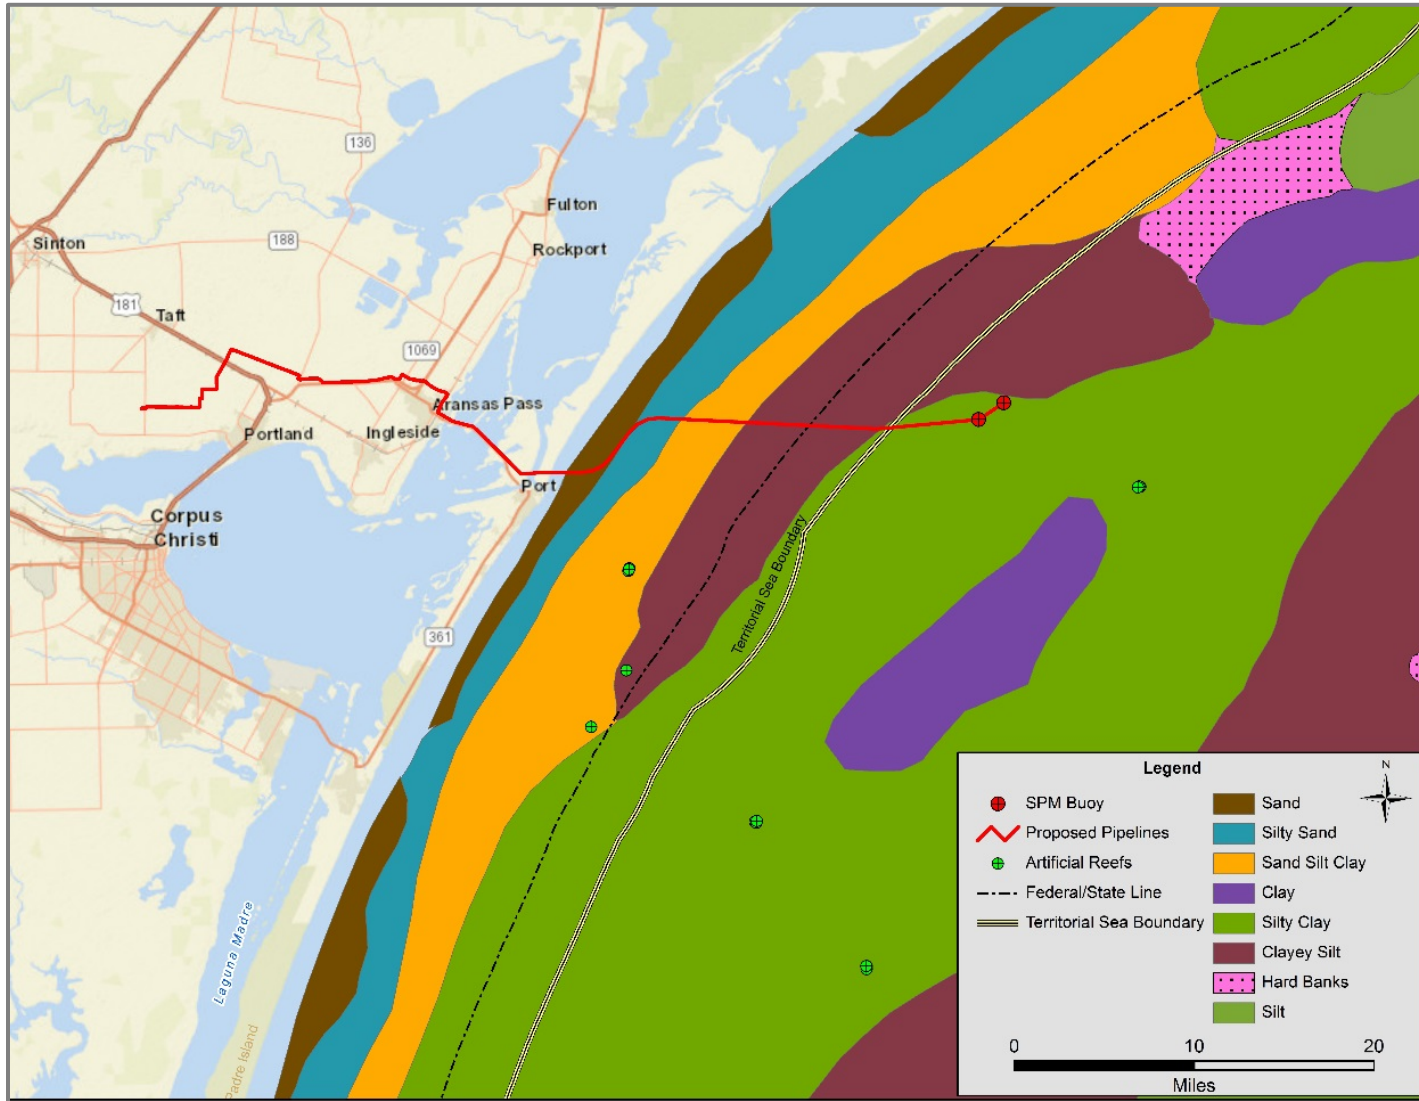 136
Fulton
Sinton
188
Rockport
181
Taft
1069
Aransas Pass
Portland
Ingleside
Port
Corpus
Christi
361
Territorial Sea Boundary
Laguna Madre
Padre Island
Legend
N
SPM Buoy
Proposed Pipelines
Artificial Reefs
Federal/State Line
Territorial Sea Boundary
Sand
Silty Sand
Sand Silt Clay
Clay
Silty Clay
Clayey Silt
Hard Banks
Silt
0 10 20
Miles